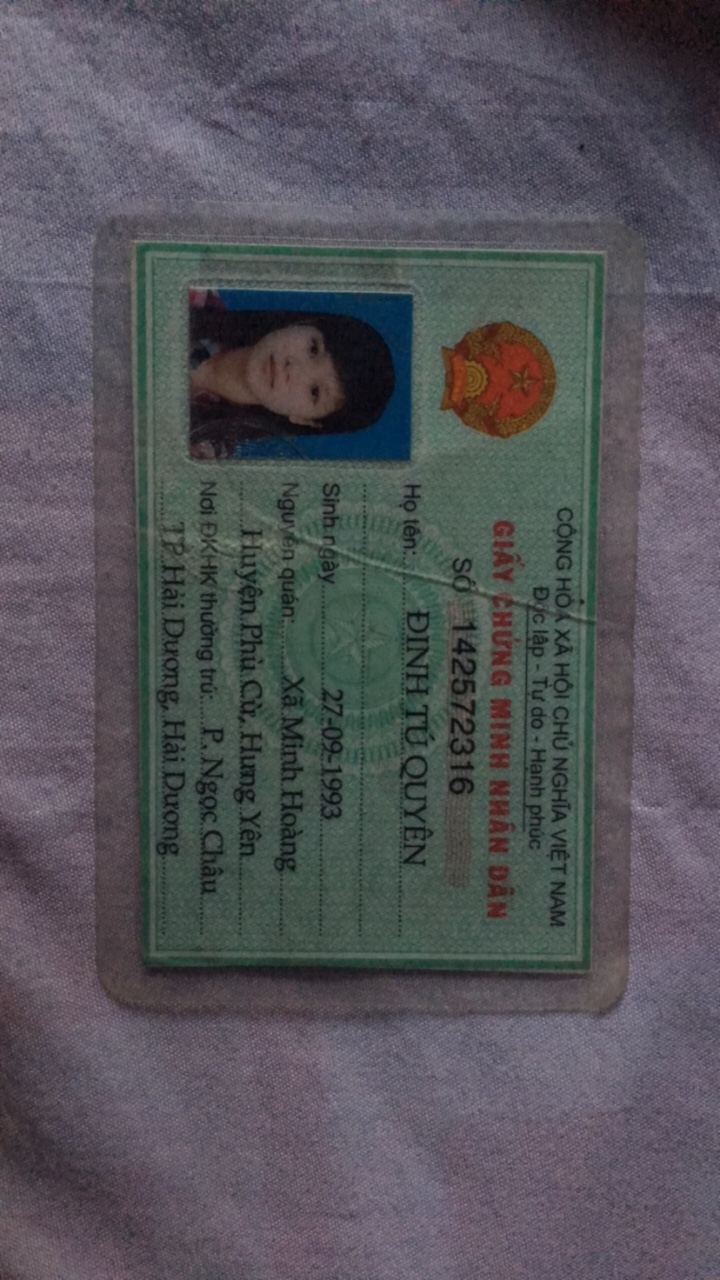 CỘNG HÒA XÃ HỘI CHỦ NGHĨA VIỆT NAM
Độc lập - Tự do - Hạnh phúc
GIẤY CHỨNG MINH NHÂN DÂN
SỐ 142572316
Họ tên: ĐINH TÚ QUYÊN
Sinh ngày 27-09-1993
Nguyên quán: Xã Minh Hoàng
Huyện Phù Cừ, Hưng Yên
Nơi ĐKHK thường trú: P. Ngọc Châu
TP Hải Dương, Hải Dương